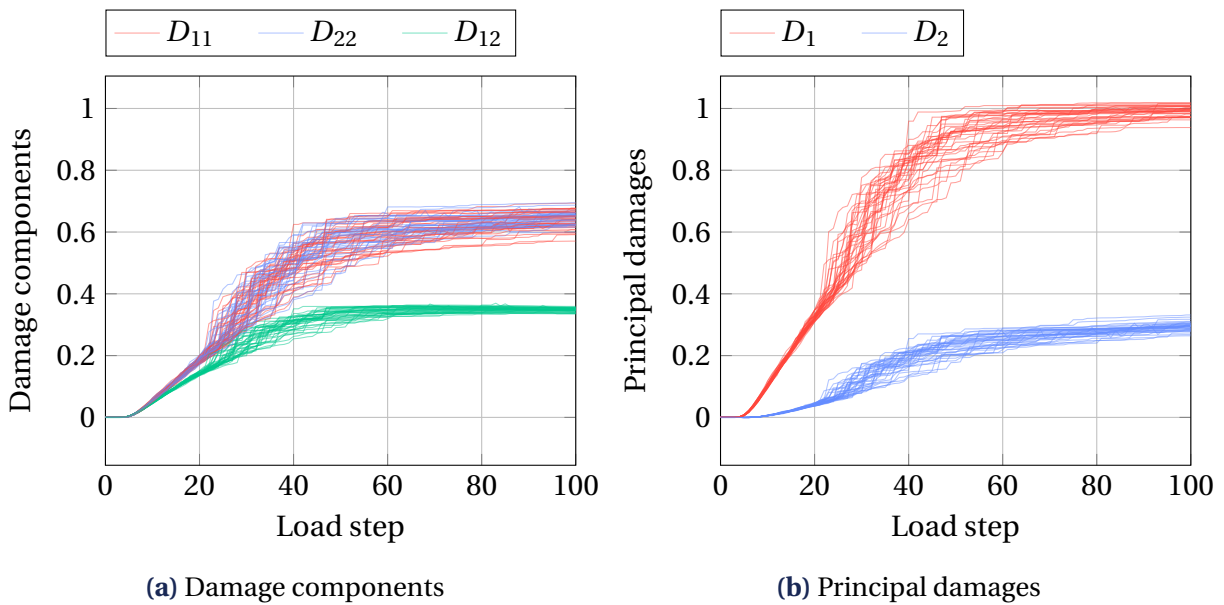 D₁₁ D₂₂ D₁₂
Damage components
1
0.8
0.6
0.4
0.2
0
0 20 40 60 80 100
Load step
(a) Damage components
D₁ D₂
Principal damages
1
0.8
0.6
0.4
0.2
0
0 20 40 60 80 100
Load step
(b) Principal damages